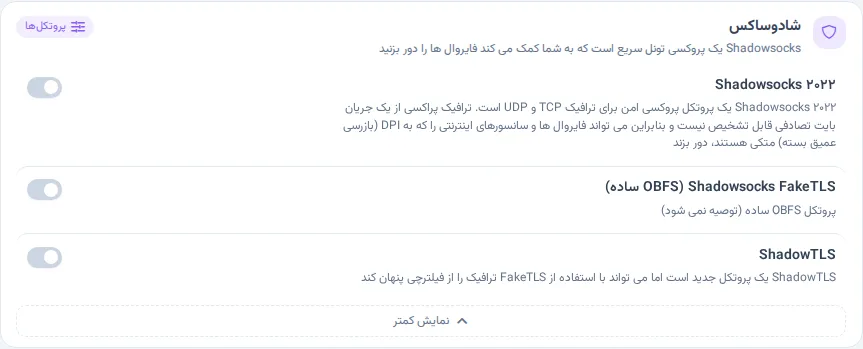 شادوساکس
پروتکل‌ها
Shadowsocks یک پروکسی تونل سریع است که به شما کمک می کند فایروال ها را دور بزنید
Shadowsocks ۲۰۲۲
Shadowsocks ۲۰۲۲ یک پروتکل پروکسی امن برای ترافیک TCP و UDP است. ترافیک پراکسی از یک جریان
بایت تصادفی قابل تشخیص نیست و بنابراین می تواند فایروال ها و سانسورهای اینترنتی را که به DPI (بازرسی
عمیق بسته) متکی هستند، دور بزند
Shadowsocks FakeTLS (OBFS ساده)
پروتکل OBFS ساده (توصیه نمی شود)
ShadowTLS
ShadowTLS یک پروتکل جدید است اما می تواند با استفاده از FakeTLS ترافیک را از فیلترچی پنهان کند
نمایش کمتر